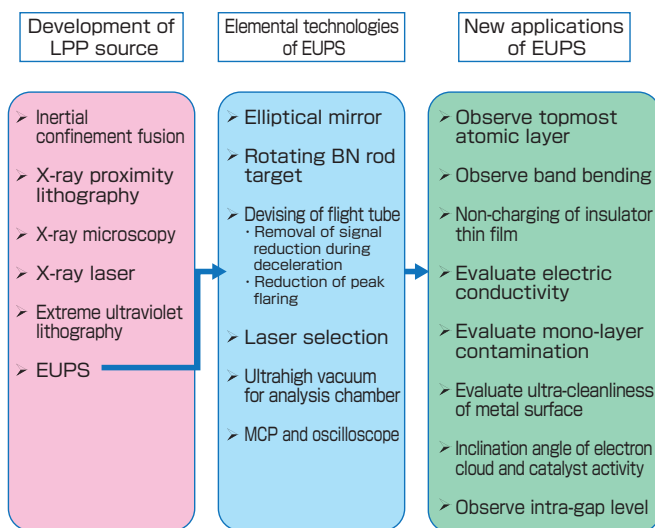 Development of
LPP source
Inertial
confinement fusion
X-ray proximity
lithography
X-ray microscopy
X-ray laser
Extreme ultraviolet
lithography
EUPS
Elemental technologies
of EUPS
Elliptical mirror
Rotating BN rod
target
Devising of flight tube
・Removal of signal
reduction during
deceleration
・Reduction of peak
flaring
Laser selection
Ultrahigh vacuum
for analysis chamber
MCP and oscilloscope
New applications
of EUPS
Observe topmost
atomic layer
Observe band bending
Non-charging of insulator
thin film
Evaluate electric
conductivity
Evaluate mono-layer
contamination
Evaluate ultra-cleanliness
of metal surface
Inclination angle of electron
cloud and catalyst activity
Observe intra-gap level